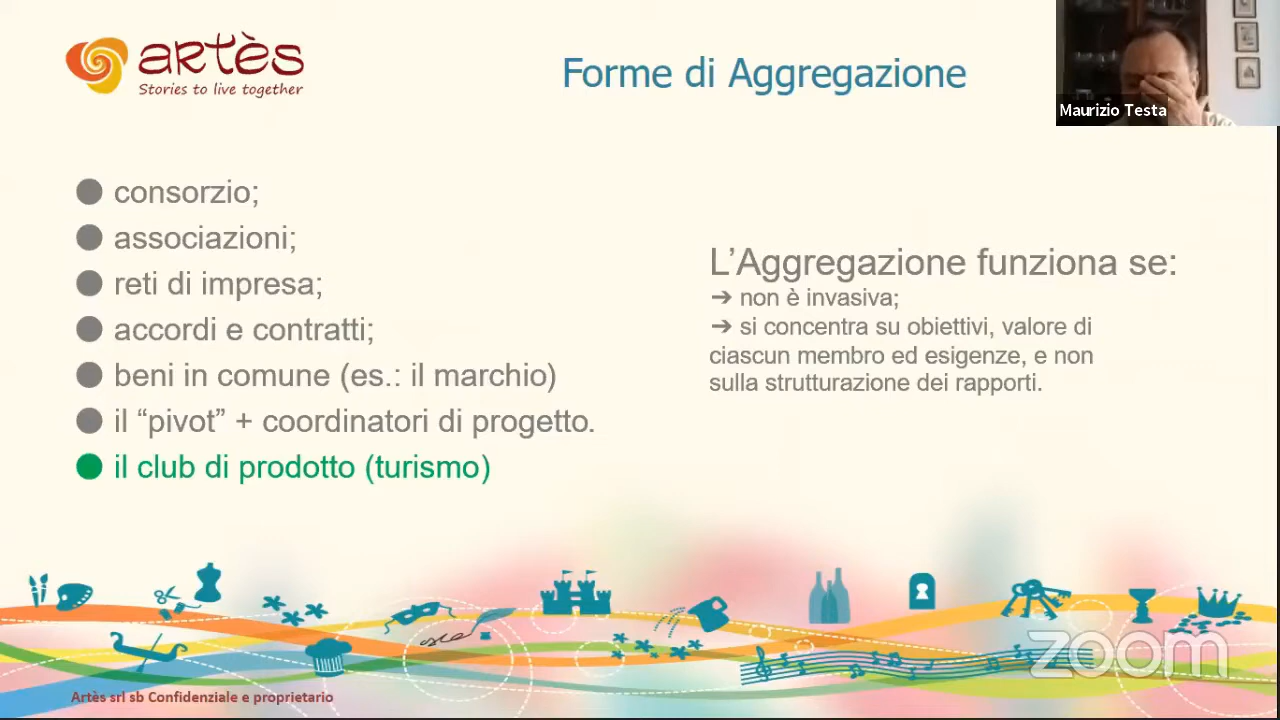 artès
Stories to live together
Forme di Aggregazione
Maurizio Testa
● consorzio;
● associazioni;
● reti di impresa;
● accordi e contratti;
● beni in comune (es.: il marchio)
● il “pivot” + coordinatori di progetto.
● il club di prodotto (turismo)
L’Aggregazione funziona se:
➔ non è invasiva;
➔ si concentra su obiettivi, valore di
ciascun membro ed esigenze, e non
sulla strutturazione dei rapporti.
zoom
Artès srl sb Confidenziale e proprietario